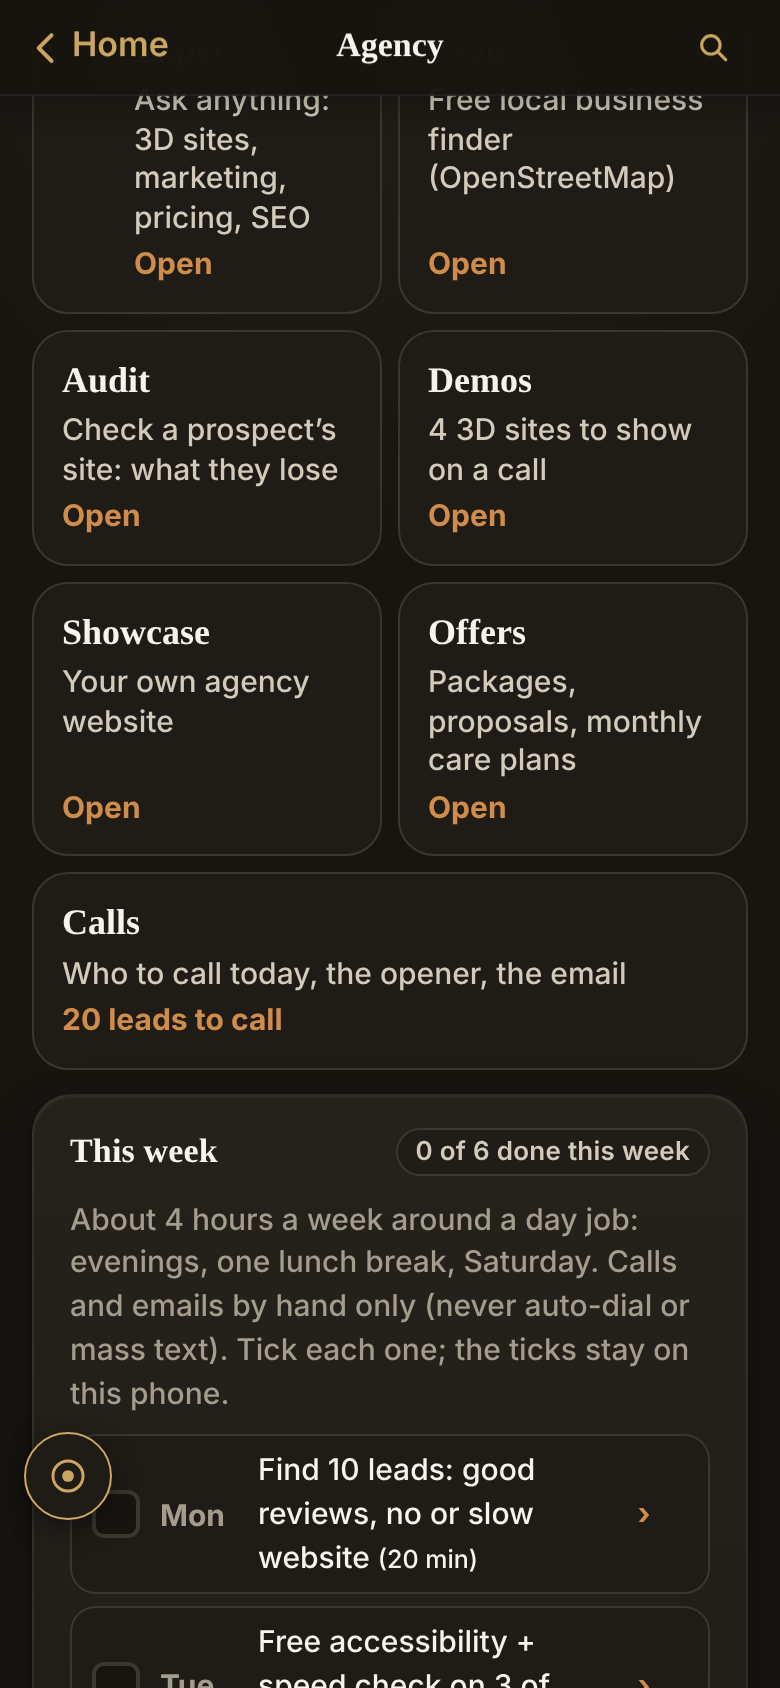 Home
Agency
Ask anything:
3D sites,
marketing,
pricing, SEO
Open
Free local business
finder
(OpenStreetMap)
Open
Audit
Check a prospect’s
site: what they lose
Open
Demos
4 3D sites to show
on a call
Open
Showcase
Your own agency
website
Open
Offers
Packages,
proposals, monthly
care plans
Open
Calls
Who to call today, the opener, the email
20 leads to call
This week
0 of 6 done this week
About 4 hours a week around a day job:
evenings, one lunch break, Saturday. Calls
and emails by hand only (never auto-dial or
mass text). Tick each one; the ticks stay on
this phone.
Mon
Find 10 leads: good
reviews, no or slow
website (20 min)
Tue
Free accessibility +
speed check on 3 of